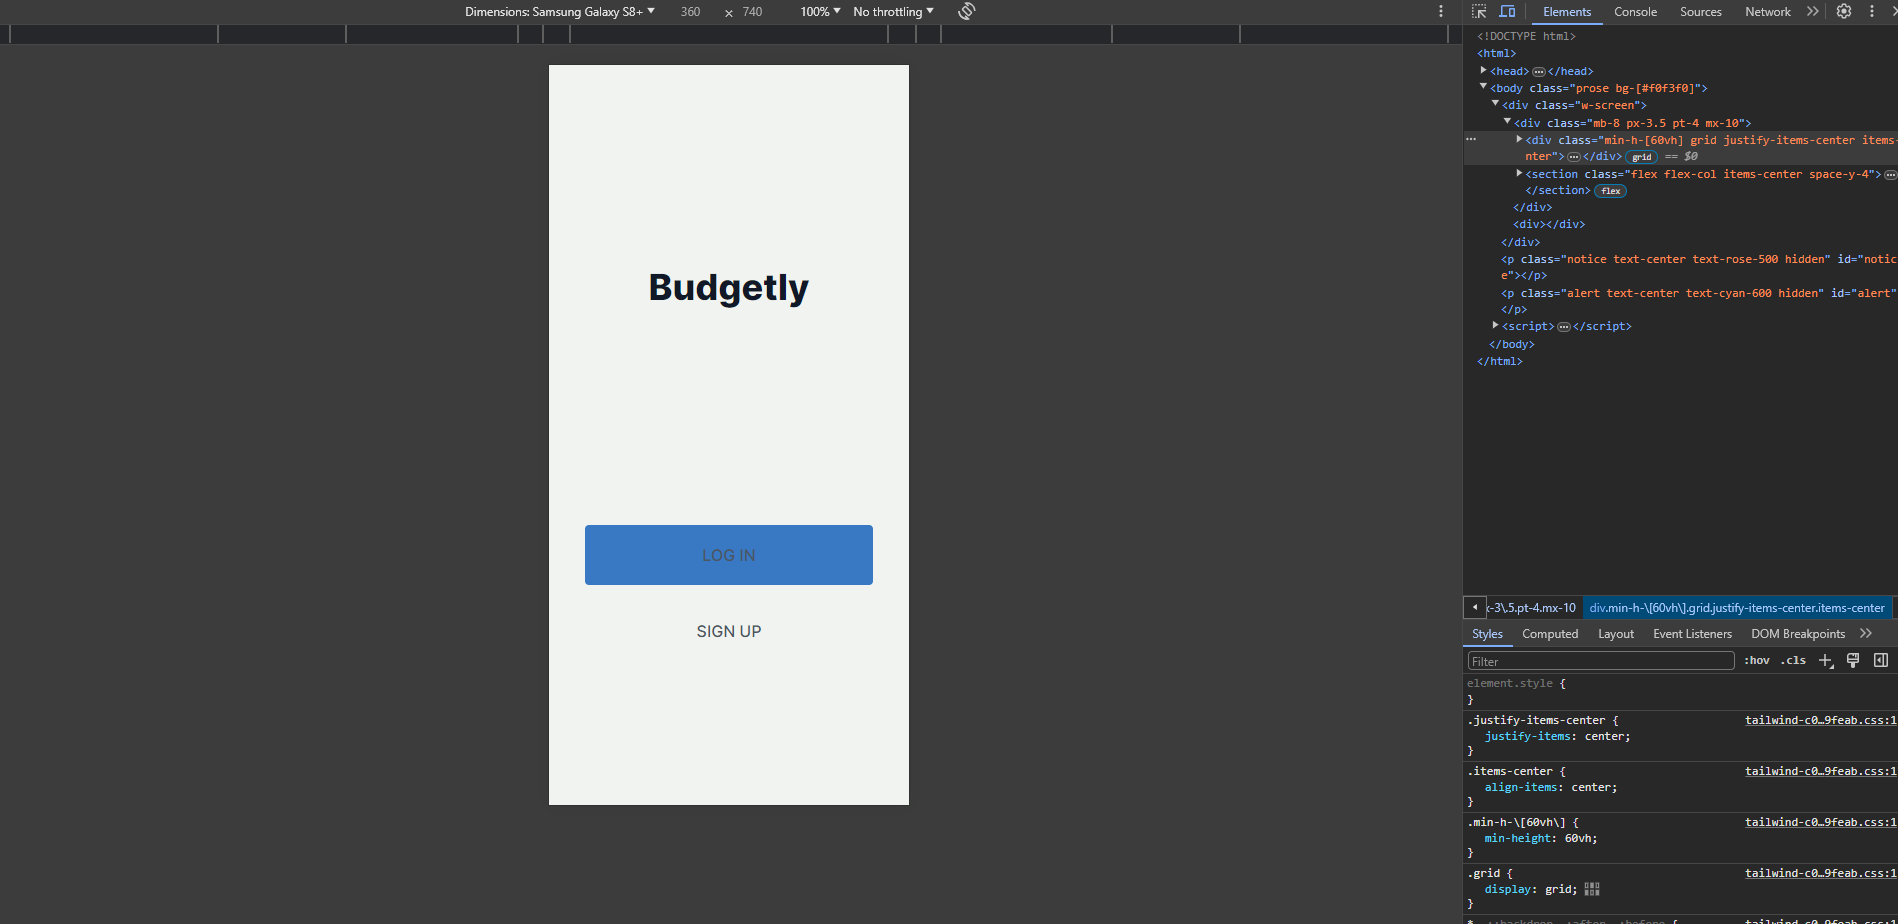 Dimensions: Samsung Galaxy S8+ 360 × 740 100% No throttling
Budgetly
LOG IN
SIGN UP
Elements Console Sources Network
<!DOCTYPE html>
<html>
<head> … </head>
<body class="prose bg-[#f0f3f0]">
<div class="w-screen">
<div class="mb-8 px-3.5 pt-4 mx-10">
<div class="min-h-[60vh] grid justify-items-center items-
nter"> … </div> grid == $0
<section class="flex flex-col items-center space-y-4"> …
</section> flex
</div>
<div></div>
</div>
<p class="notice text-center text-rose-500 hidden" id="notic
e"></p>
<p class="alert text-center text-cyan-600 hidden" id="alert"
</p>
<script> … </script>
</body>
</html>
x-3\.5.pt-4.mx-10 div.min-h-\[60vh\].grid.justify-items-center.items-center
Styles Computed Layout Event Listeners DOM Breakpoints
Filter :hov .cls
element.style {
}
.justify-items-center { tailwind-c0…9feab.css:1
justify-items: center;
}
.items-center { tailwind-c0…9feab.css:1
align-items: center;
}
.min-h-\[60vh\] { tailwind-c0…9feab.css:1
min-height: 60vh;
}
.grid { tailwind-c0…9feab.css:1
display: grid;
}